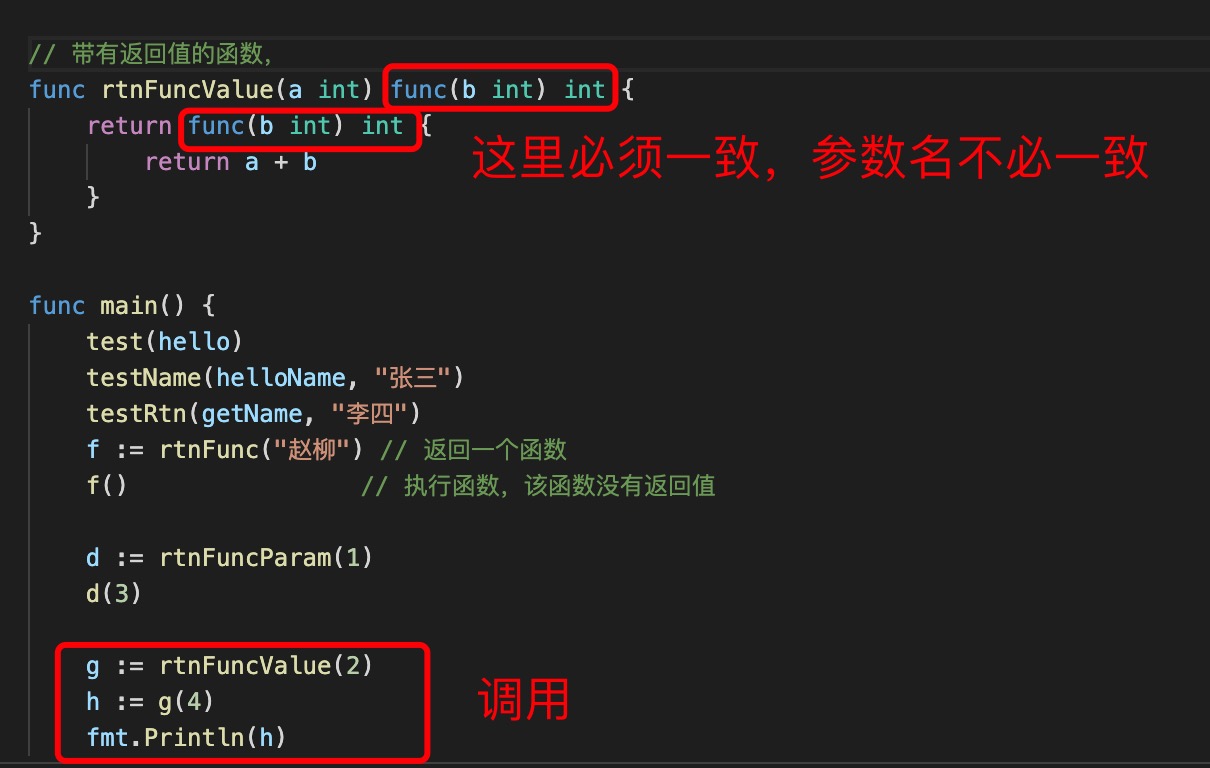 // 带有返回值的函数,
func rtnFuncValue(a int) func(b int) int {
return func(b int) int {
这里必须一致，参数名不必一致
return a + b
}
}
func main() {
test(hello)
testName(helloName, "张三")
testRtn(getName, "李四")
f := rtnFunc("赵柳") // 返回一个函数
f() // 执行函数，该函数没有返回值
d := rtnFuncParam(1)
d(3)
g := rtnFuncValue(2)
h := g(4)
调用
fmt.Println(h)